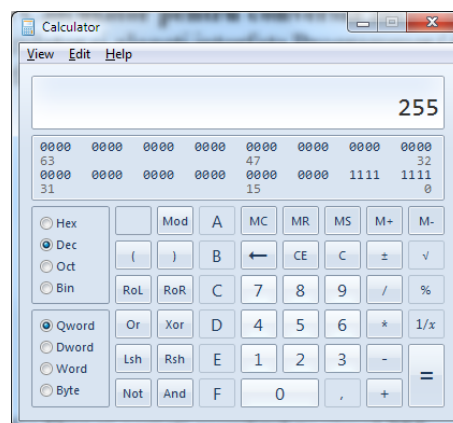 Calculator
View Edit Help
255
0000 0000 0000 0000 0000 0000 0000 0000
63 47 32
0000 0000 0000 0000 0000 0000 1111 1111
31 15 0
Hex Mod A MC MR MS M+ M-
Dec ( ) B ← CE C ± √
Oct
Bin RoL RoR C 7 8 9 / %
Qword Or Xor D 4 5 6 * 1/x
Dword
Word Lsh Rsh E 1 2 3 - =
Byte Not And F 0 , +